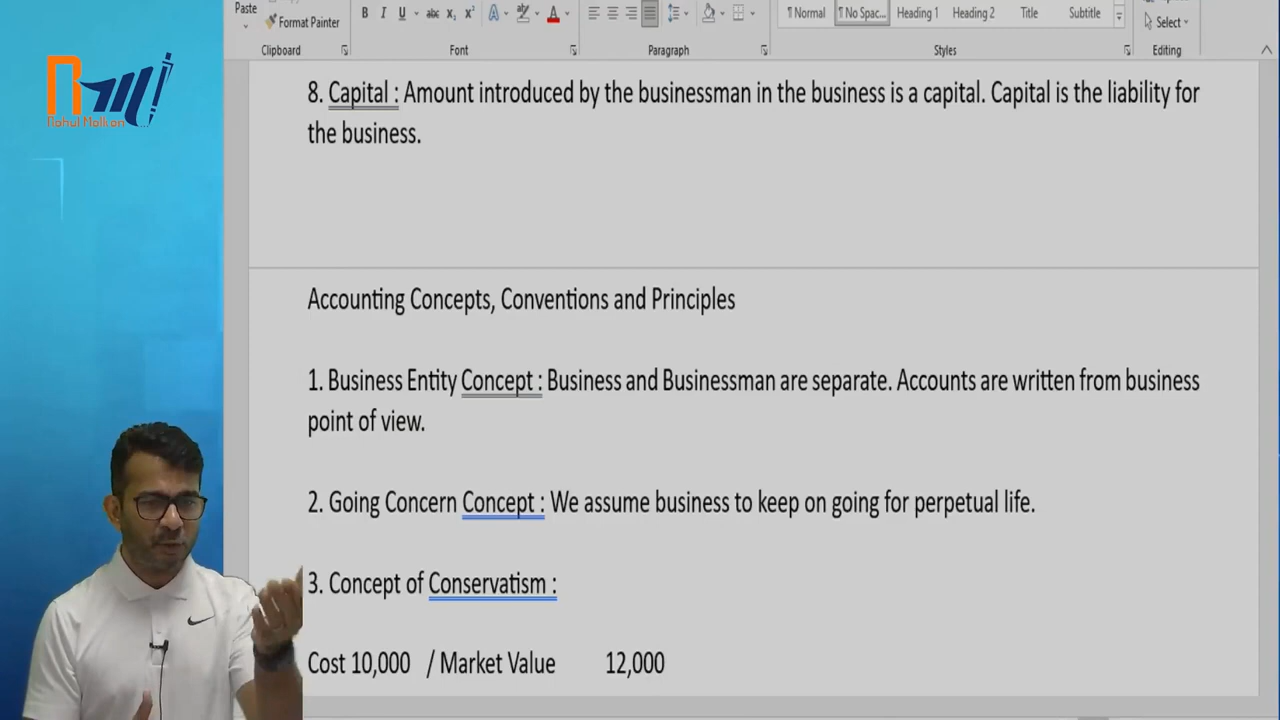 Paste
Format Painter
B I U abc x₂ x² A A
Normal No Spac... Heading 1 Heading 2 Title Subtitle
Select
Clipboard Font Paragraph Styles Editing
8. Capital : Amount introduced by the businessman in the business is a capital. Capital is the liability for
the business.
Accounting Concepts, Conventions and Principles
1. Business Entity Concept : Business and Businessman are separate. Accounts are written from business
point of view.
2. Going Concern Concept : We assume business to keep on going for perpetual life.
3. Concept of Conservatism :
Cost 10,000 / Market Value 12,000